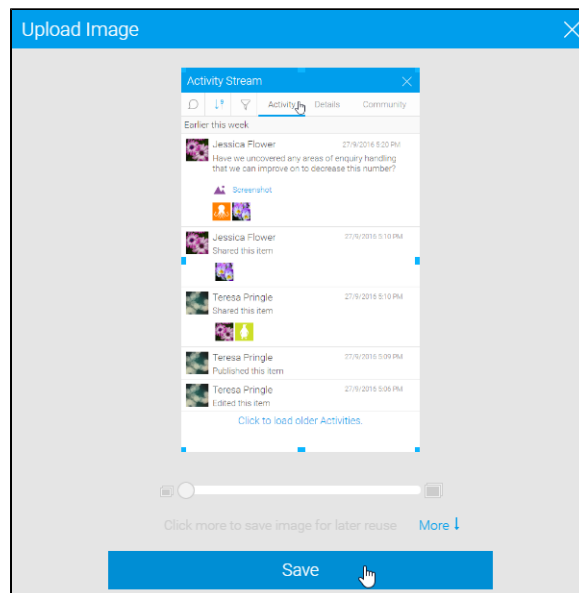 Upload Image
Activity Stream
Activity Details Community
Earlier this week
Jessica Flower 27/9/2016 5:20 PM
Have we uncovered any areas of enquiry handling
that we can improve on to decrease this number?
Screenshot
Jessica Flower 27/9/2016 5:10 PM
Shared this item
Teresa Pringle 27/9/2016 5:10 PM
Shared this item
Teresa Pringle 27/9/2016 5:09 PM
Published this item
Teresa Pringle 27/9/2016 5:06 PM
Edited this item
Click to load older Activities.
Click more to save image for later reuse More
Save